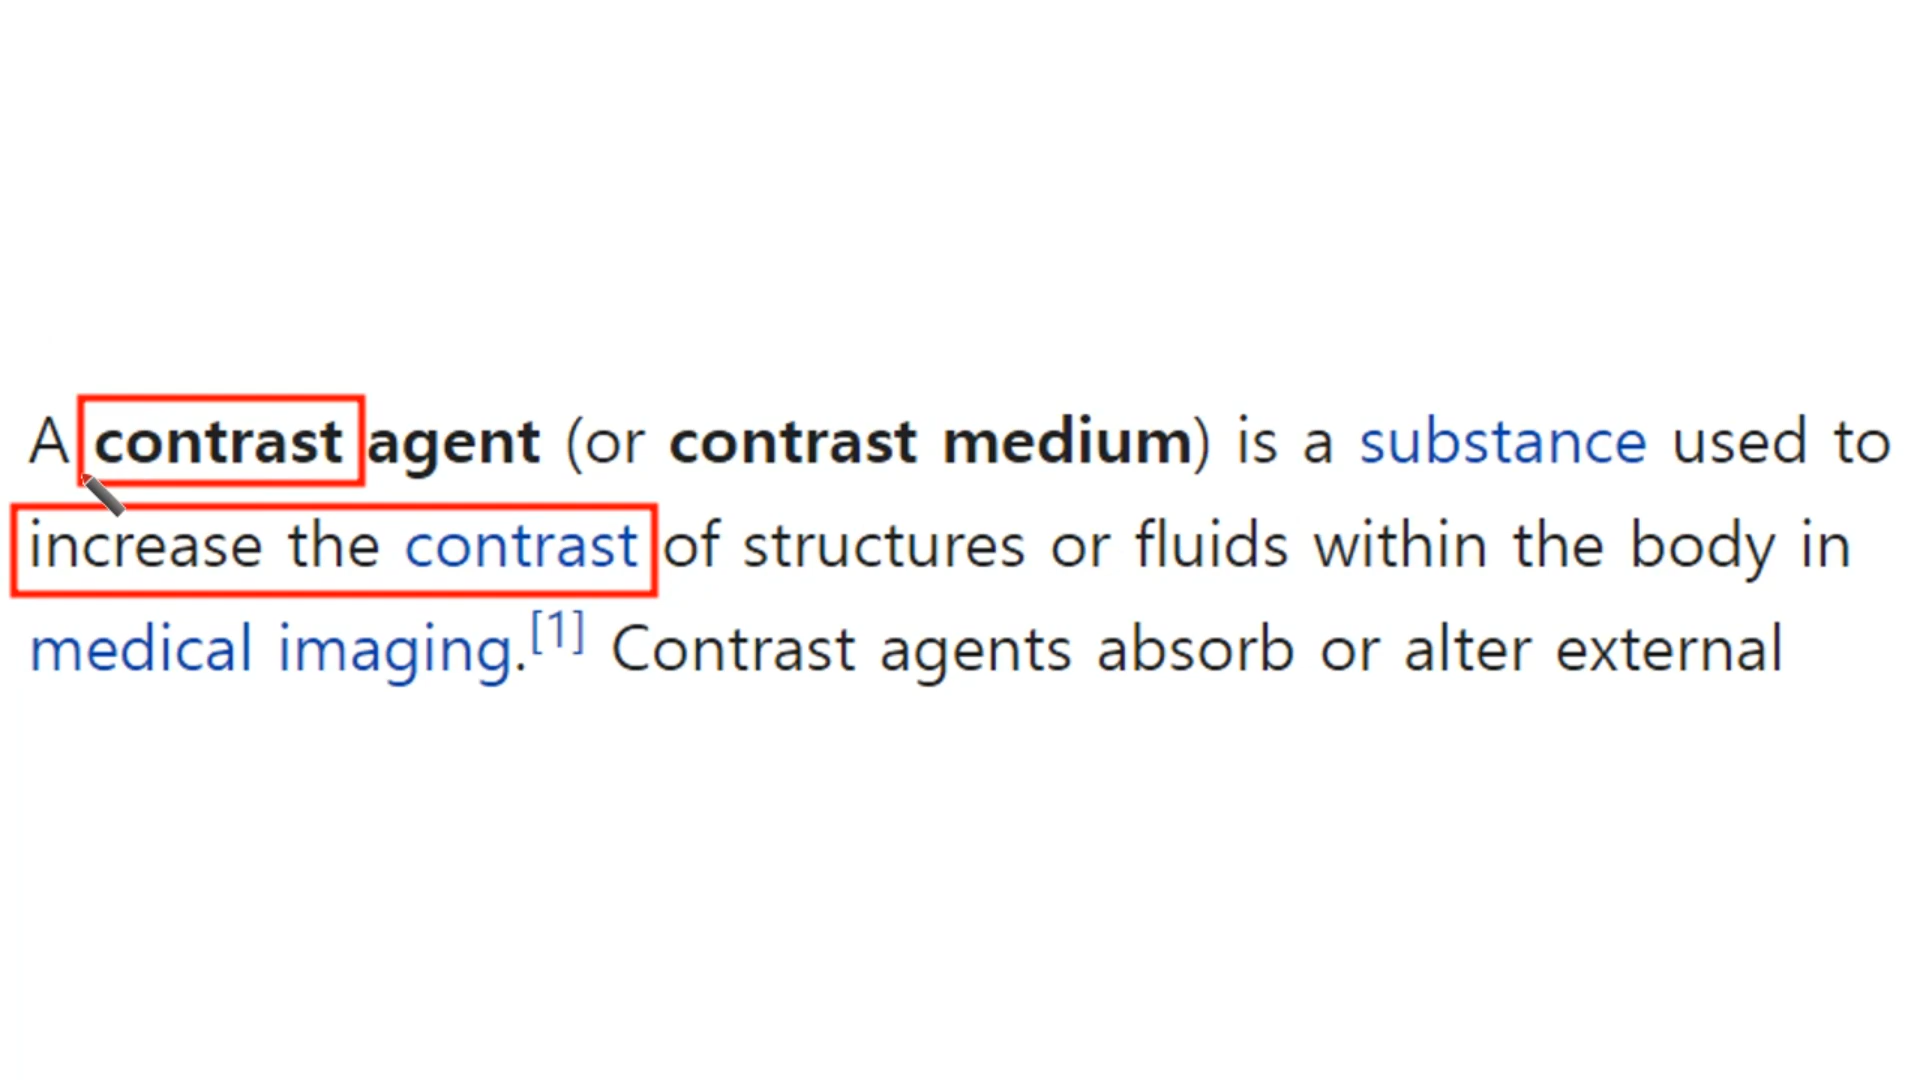 A contrast agent (or contrast medium) is a substance used to
increase the contrast of structures or fluids within the body in
medical imaging.[1] Contrast agents absorb or alter external